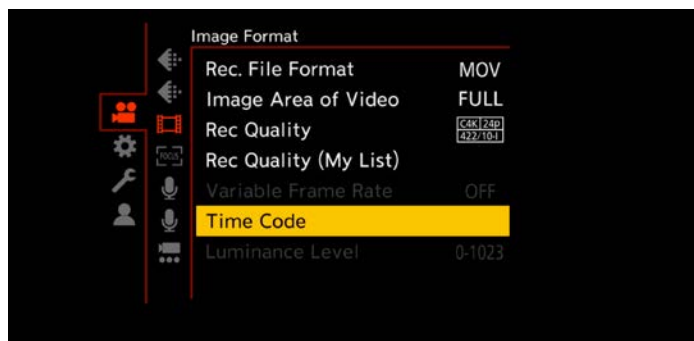 Image Format
Rec. File Format MOV
Image Area of Video FULL
Rec Quality C4K 24p 422/10-I
Rec Quality (My List)
FOCUS
Variable Frame Rate OFF
Time Code
Luminance Level 0-1023